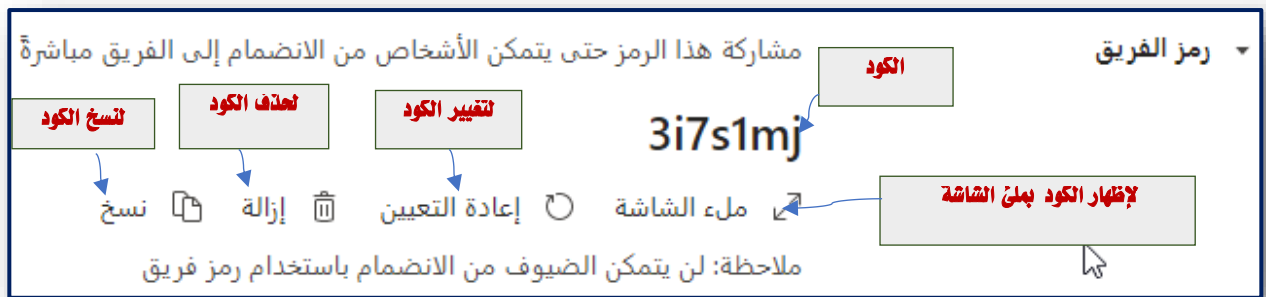 رمز الفريق
مشاركة هذا الرمز حتى يتمكن الأشخاص من الانضمام إلى الفريق مباشرةً
الكود
لتغيير الكود
لحذف الكود
لنسخ الكود
3i7s1mj
لإظهار الكود بملئ الشاشة
ملء الشاشة إعادة التعيين إزالة نسخ
ملاحظة: لن يتمكن الضيوف من الانضمام باستخدام رمز فريق